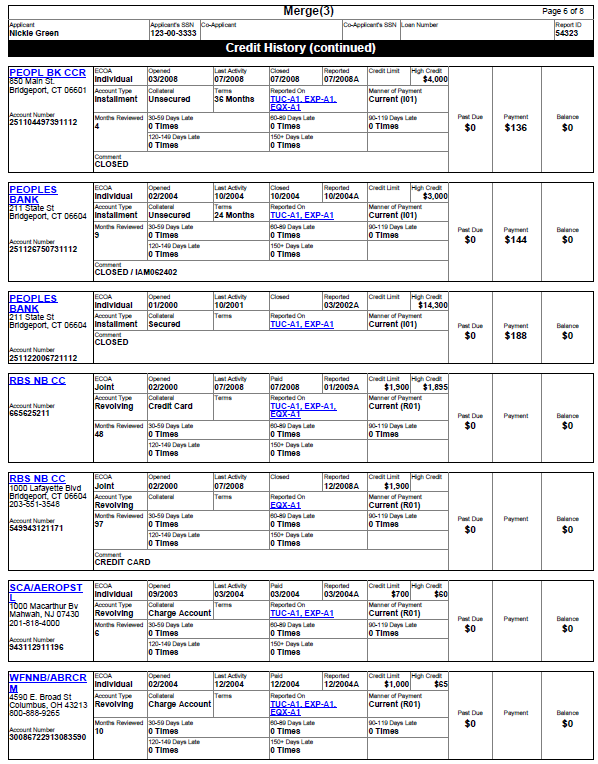 Merge(3) Page 6 of 8
Applicant Applicant's SSN Co-Applicant Co-Applicant's SSN Loan Number Report ID
Nickie Green 123-00-3333 54323
Credit History (continued)
PEOPL BK CCR ECOA Opened Last Activity Closed Reported Credit Limit High Credit
850 Main St. Individual 03/2008 07/2008 07/2008 07/2008A $4,000
Bridgeport, CT 06601 Account Type Collateral Terms Reported On Manner of Payment
Installment Unsecured 36 Months TUC-A1, EXP-A1, Current (I01)
EQX-A1
Account Number Months Reviewed 30-59 Days Late 60-89 Days Late 90-119 Days Late Past Due Payment Balance
251104497391112 4 0 Times 0 Times 0 Times $0 $136 $0
120-149 Days Late 150+ Days Late
0 Times 0 Times
Comment
CLOSED
PEOPLES ECOA Opened Last Activity Closed Reported Credit Limit High Credit
BANK Individual 02/2004 10/2004 10/2004 10/2004A $3,000
211 State St Account Type Collateral Terms Reported On Manner of Payment
Bridgeport, CT 06604 Installment Unsecured 24 Months TUC-A1, EXP-A1 Current (I01)
Months Reviewed 30-59 Days Late 60-89 Days Late 90-119 Days Late Past Due Payment Balance
Account Number 9 0 Times 0 Times 0 Times $0 $144 $0
251126750731112 120-149 Days Late 150+ Days Late
0 Times 0 Times
Comment
CLOSED / IAM062402
PEOPLES ECOA Opened Last Activity Closed Reported Credit Limit High Credit
BANK Individual 01/2000 10/2001 03/2002A $14,300
211 State St Account Type Collateral Terms Reported On Manner of Payment
Bridgeport, CT 06604 Installment Secured TUC-A1, EXP-A1 Current (I01)
Comment Past Due Payment Balance
CLOSED $0 $188 $0
Account Number
251122006721112
RBS NB CC ECOA Opened Last Activity Paid Reported Credit Limit High Credit
Joint 02/2000 07/2008 07/2008 01/2009A $1,900 $1,895
Account Type Collateral Terms Reported On Manner of Payment
Account Number Revolving Credit Card TUC-A1, EXP-A1, Current (R01)
665625211 EQX-A1
Months Reviewed 30-59 Days Late 60-89 Days Late 90-119 Days Late Past Due Payment Balance
48 0 Times 0 Times 0 Times $0 $0
120-149 Days Late 150+ Days Late
0 Times 0 Times
RBS NB CC ECOA Opened Last Activity Closed Reported Credit Limit High Credit
1000 Lafayette Blvd Joint 02/2000 07/2008 12/2008A $1,900
Bridgeport, CT 06604 Account Type Collateral Terms Reported On Manner of Payment
203-551-3548 Revolving EQX-A1 Current (R01)
Account Number Months Reviewed 30-59 Days Late 60-89 Days Late 90-119 Days Late Past Due Payment Balance
549943121171 97 0 Times 0 Times 0 Times $0 $0
120-149 Days Late 150+ Days Late
0 Times 0 Times
Comment
CREDIT CARD
SCA/AEROPST ECOA Opened Last Activity Paid Reported Credit Limit High Credit
L Individual 09/2003 03/2004 03/2004 03/2004A $700 $60
1000 Macarthur Bv Account Type Collateral Terms Reported On Manner of Payment
Mahwah, NJ 07430 Revolving Charge Account TUC-A1, EXP-A1 Current (R01)
201-818-4000 Months Reviewed 30-59 Days Late 60-89 Days Late 90-119 Days Late Past Due Payment Balance
Account Number 6 0 Times 0 Times 0 Times $0 $0
943112911196 120-149 Days Late 150+ Days Late
0 Times 0 Times
WFNNB/ABRCR ECOA Opened Last Activity Paid Reported Credit Limit High Credit
M Individual 02/2004 12/2004 12/2004 12/2004A $1,000 $65
4590 E. Broad St Account Type Collateral Terms Reported On Manner of Payment
Columbus, OH 43213 Revolving Charge Account TUC-A1, EXP-A1, Current (R01)
800-888-9265 EQX-A1
Account Number Months Reviewed 30-59 Days Late 60-89 Days Late 90-119 Days Late Past Due Payment Balance
30086722913083590 10 0 Times 0 Times 0 Times $0 $0
120-149 Days Late 150+ Days Late
0 Times 0 Times